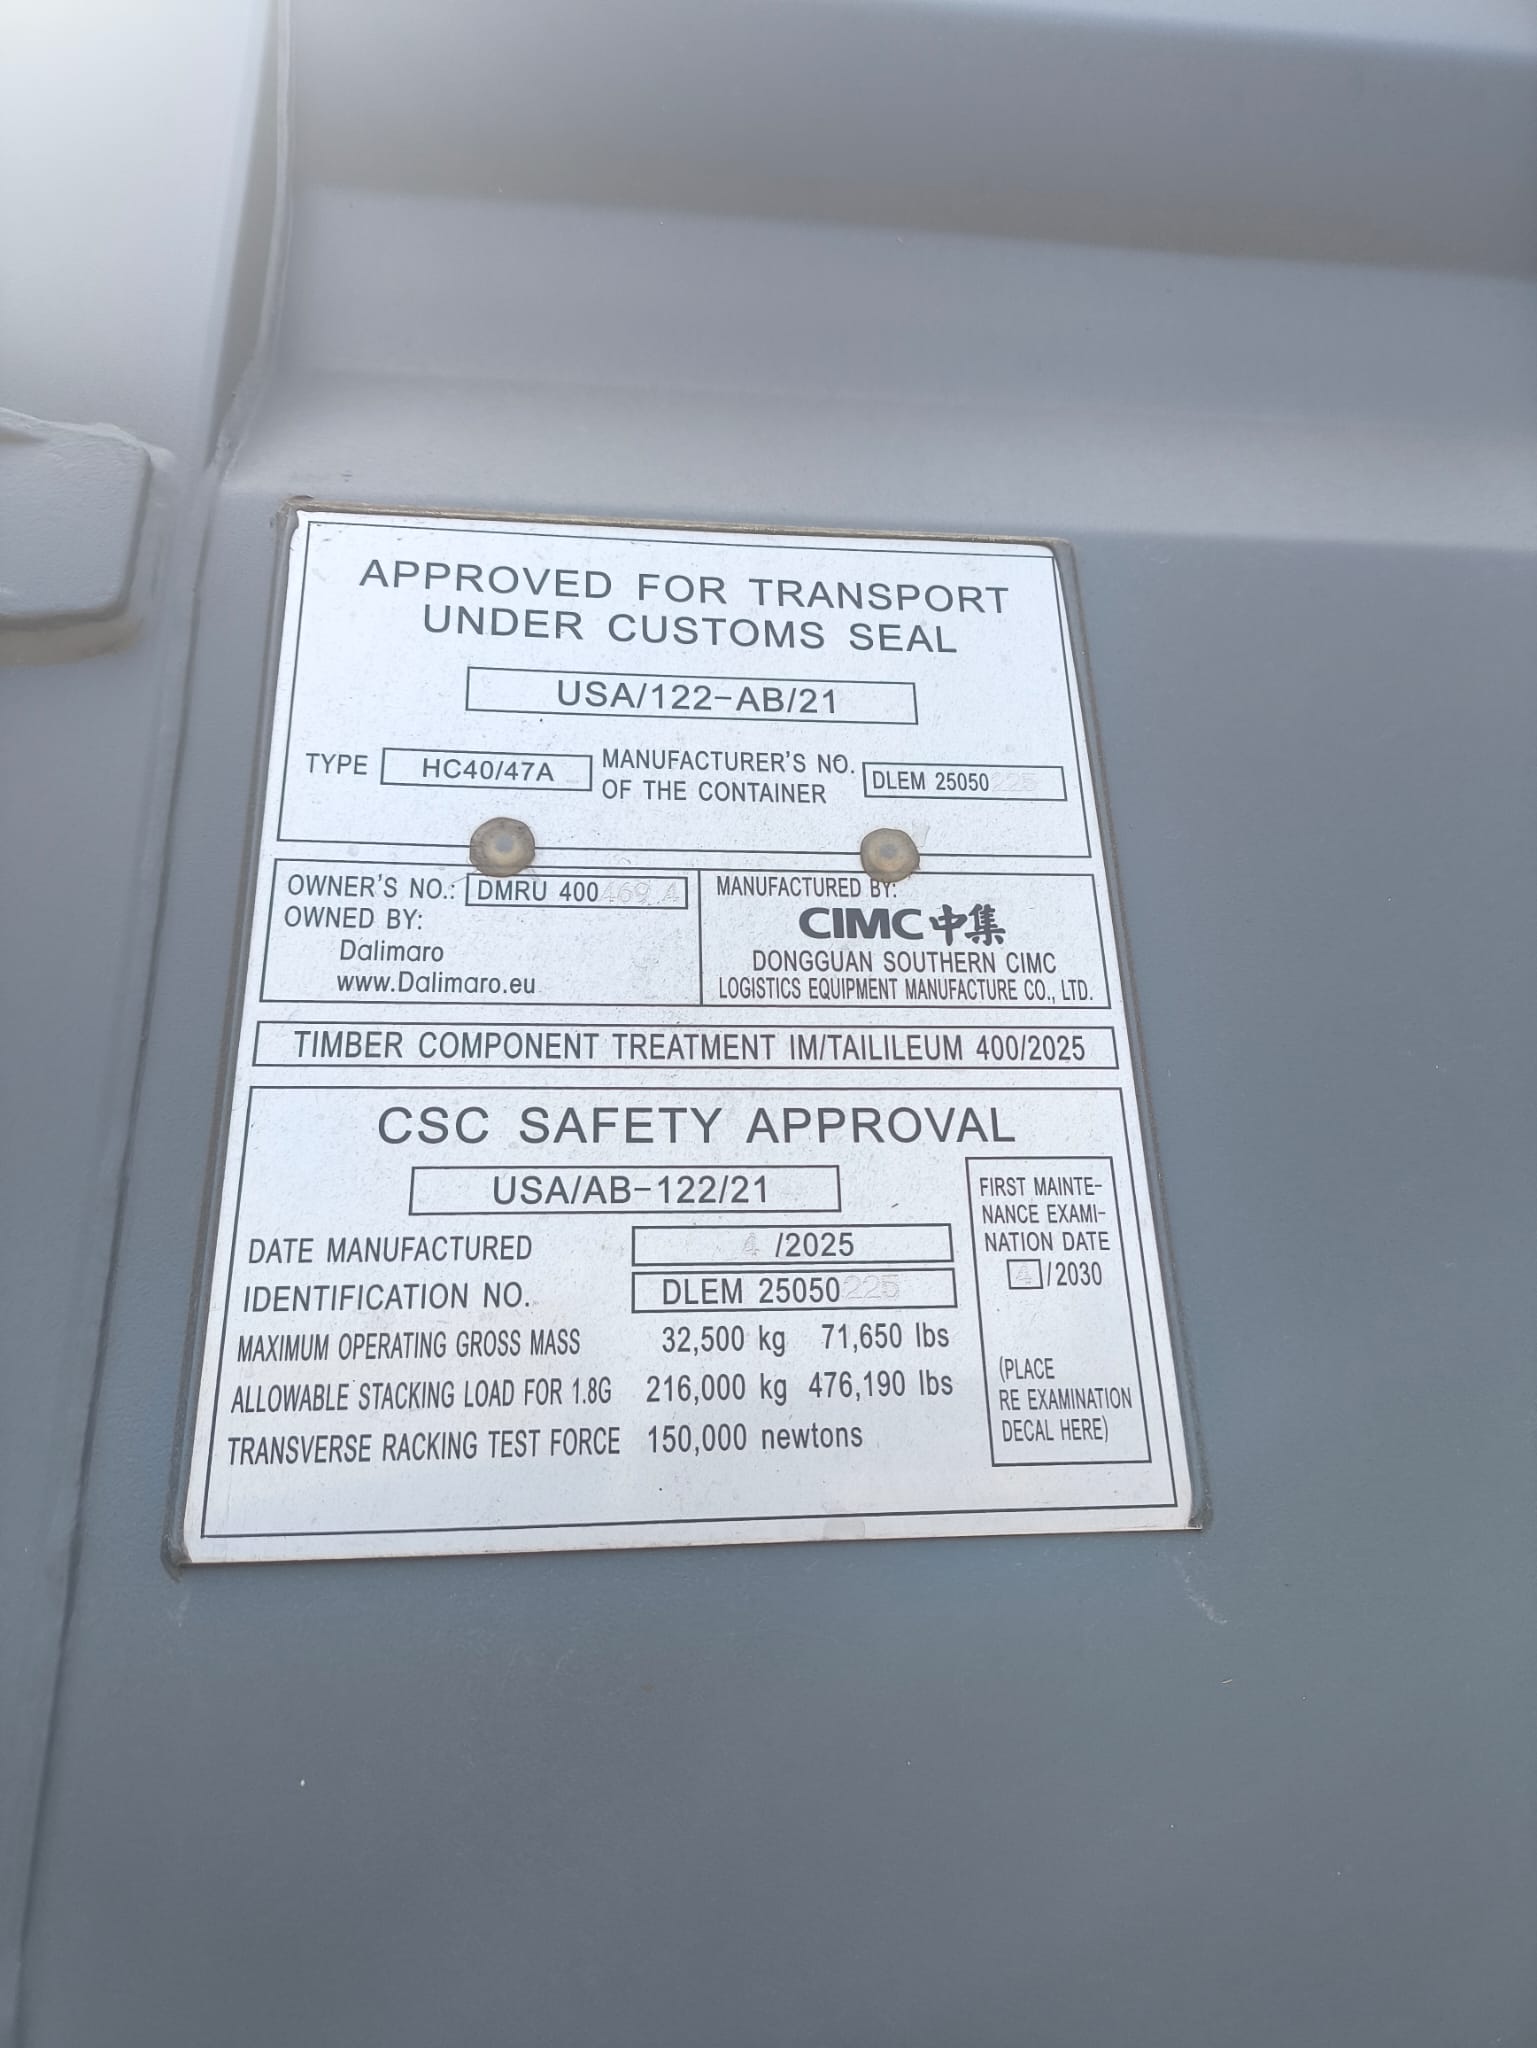 APPROVED FOR TRANSPORT
UNDER CUSTOMS SEAL
USA/122-AB/21
TYPE HC40/47A MANUFACTURER'S NO.
OF THE CONTAINER DLEM 25050225
OWNER'S NO.: DMRU 400469 4
OWNED BY:
Dalimaro
www.Dalimaro.eu
MANUFACTURED BY:
CIMC中集
DONGGUAN SOUTHERN CIMC
LOGISTICS EQUIPMENT MANUFACTURE CO., LTD.
TIMBER COMPONENT TREATMENT IM/TAILILEUM 400/2025
CSC SAFETY APPROVAL
USA/AB-122/21
DATE MANUFACTURED 4 /2025
IDENTIFICATION NO. DLEM 25050225
MAXIMUM OPERATING GROSS MASS 32,500 kg 71,650 lbs
ALLOWABLE STACKING LOAD FOR 1.8G 216,000 kg 476,190 lbs
TRANSVERSE RACKING TEST FORCE 150,000 newtons
FIRST MAINTE-
NANCE EXAMI-
NATION DATE
4/2030
(PLACE
RE EXAMINATION
DECAL HERE)